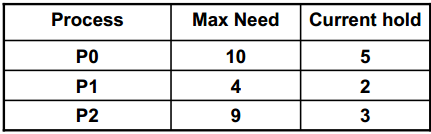 Process Max Need Current hold
P0 10 5
P1 4 2
P2 9 3